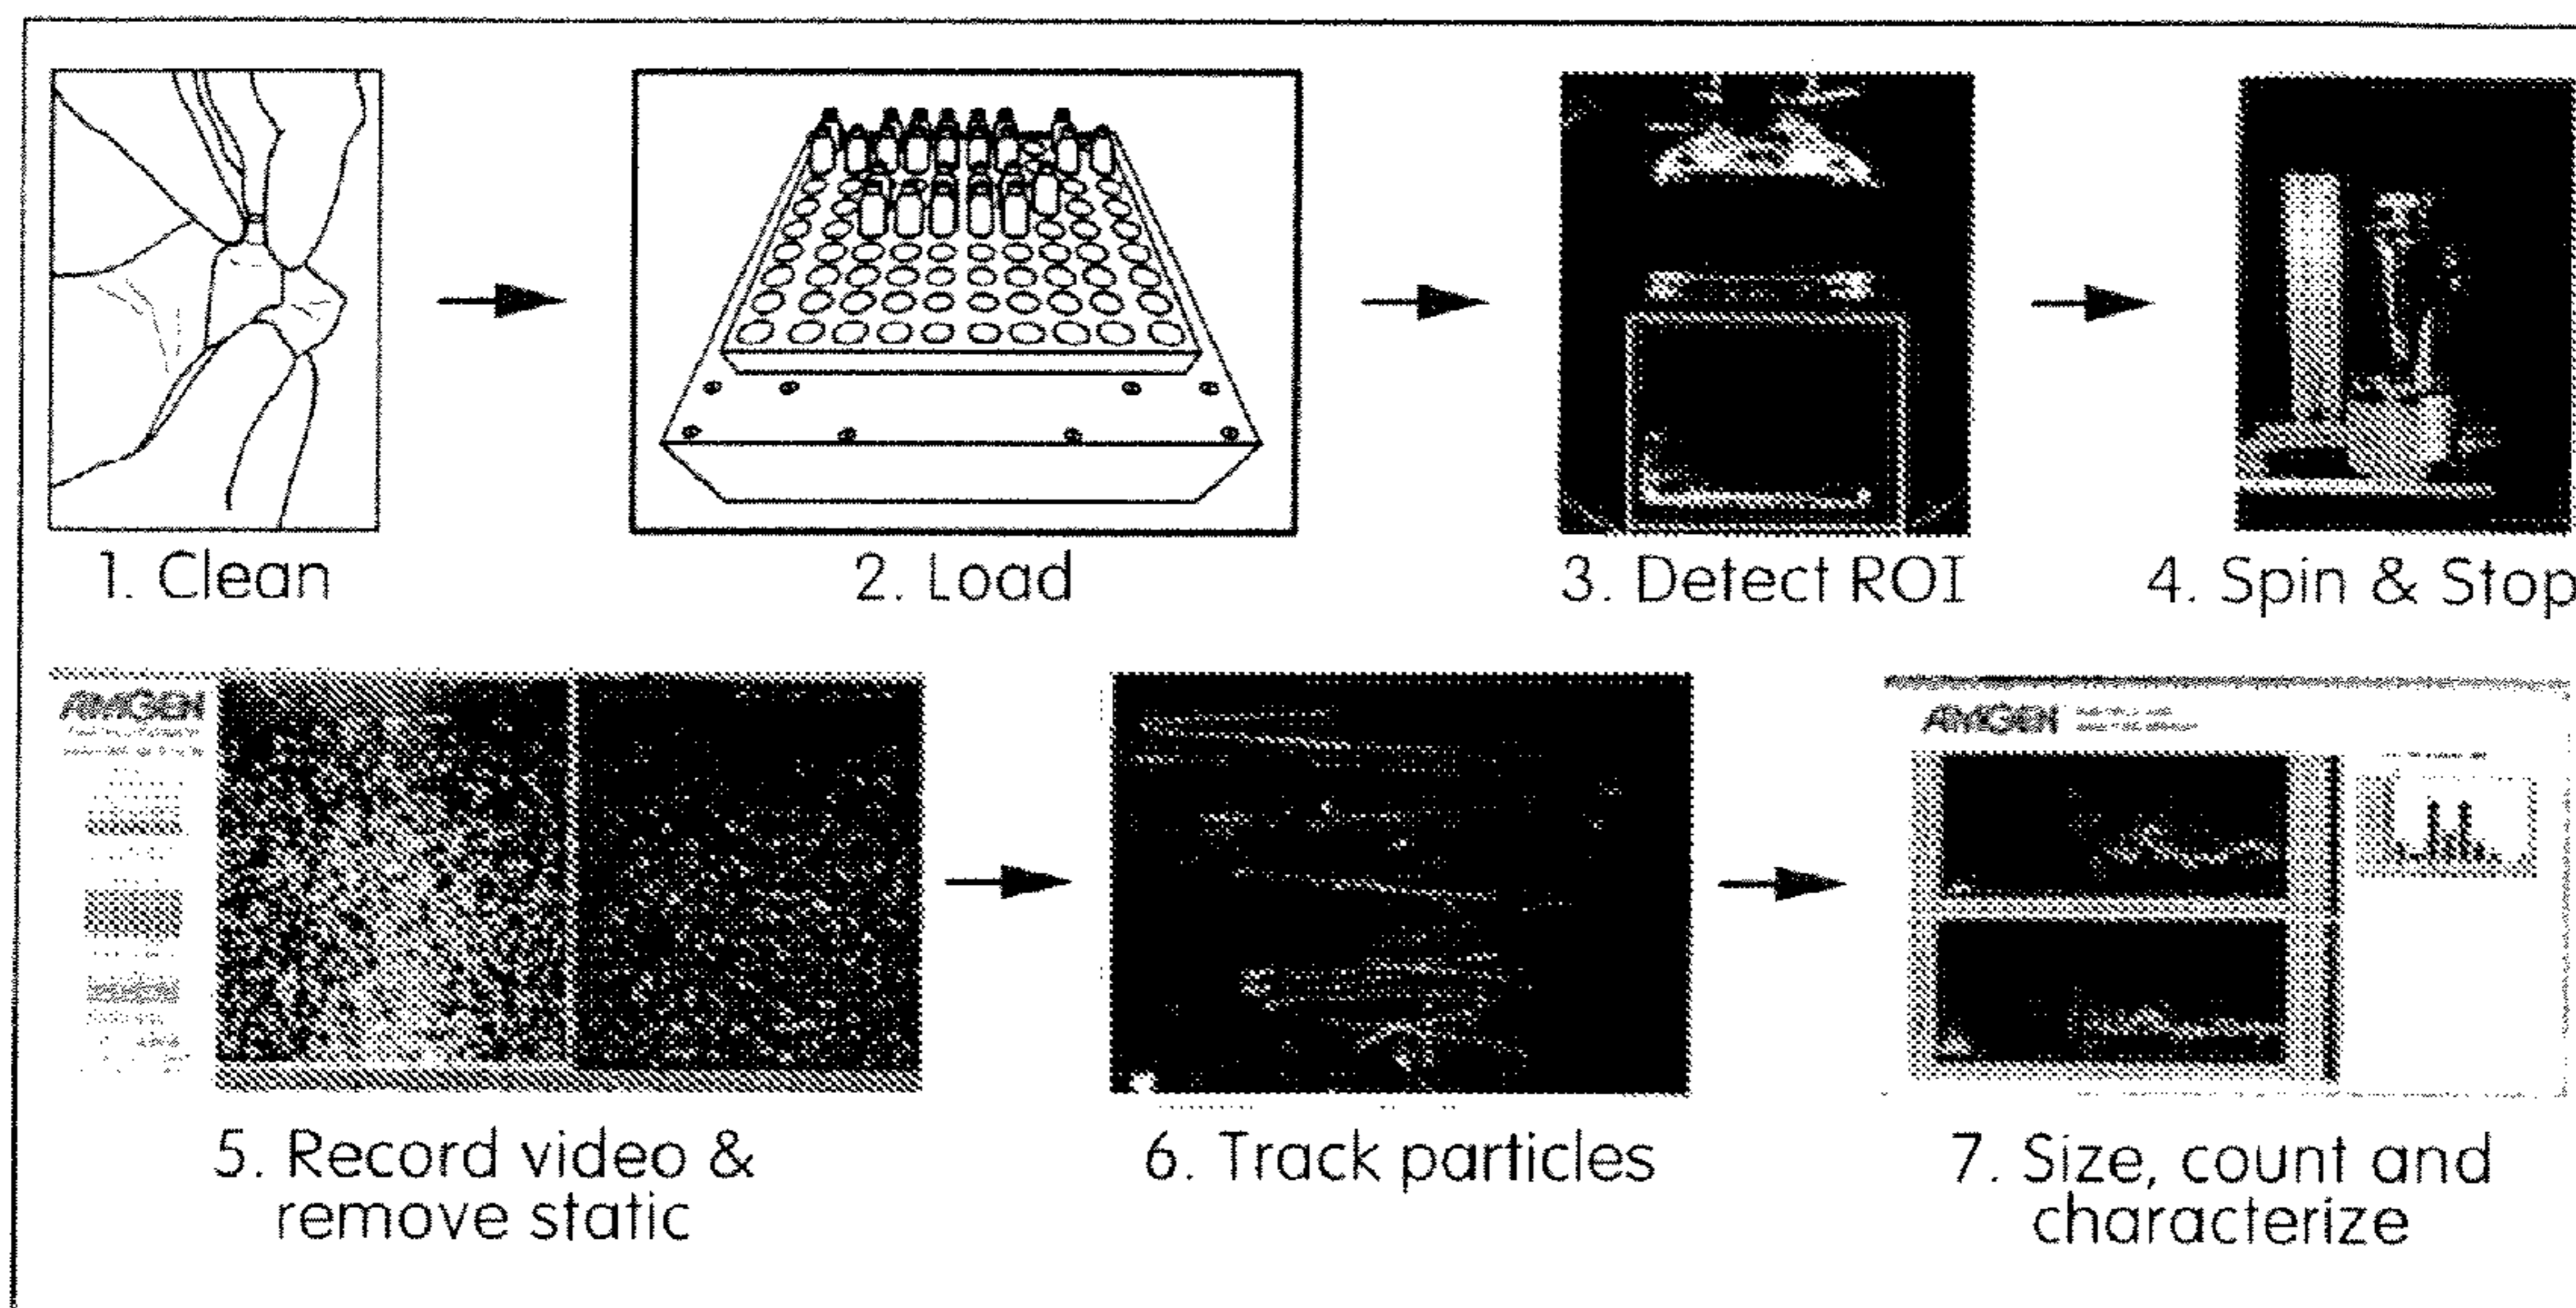 1. Clean
2. Load
3. Detect ROI
4. Spin & Stop
AMGEN
AMGEN
5. Record video &
remove static
6. Track particles
7. Size, count and
characterize